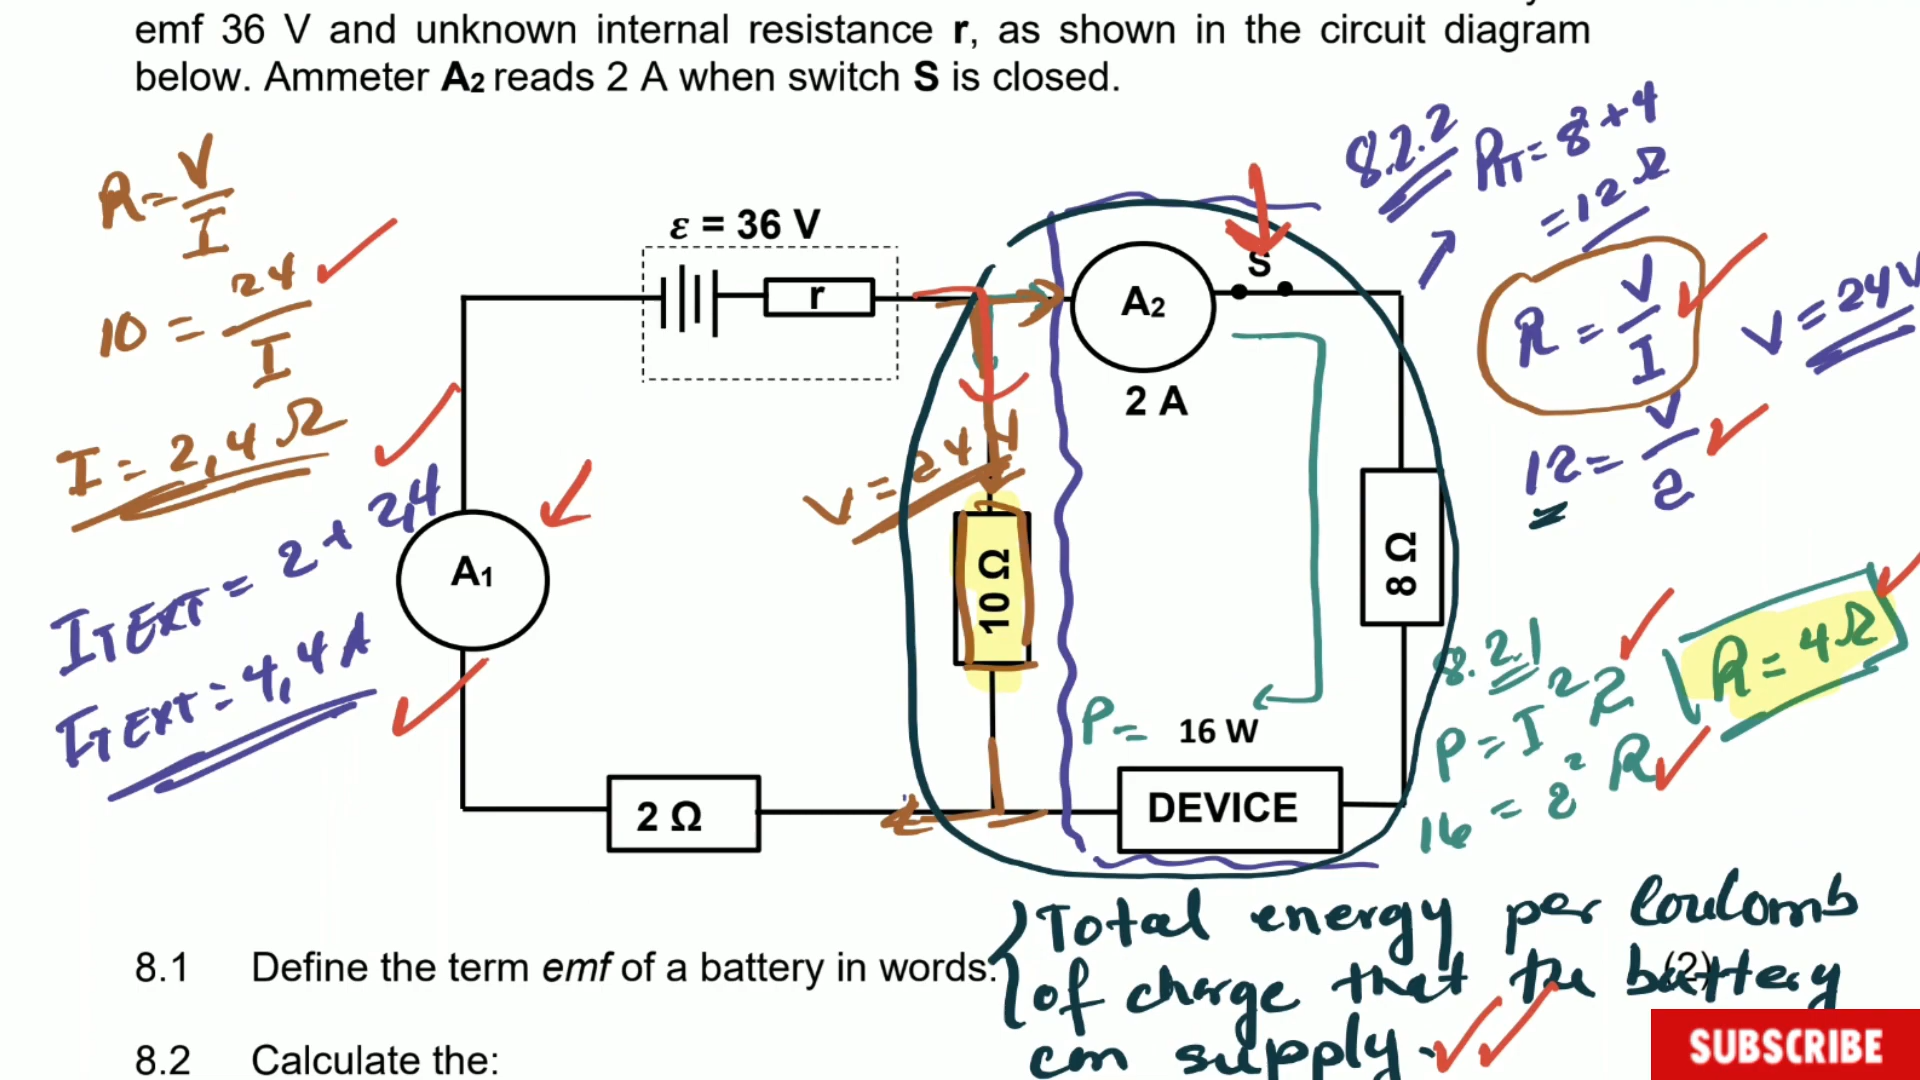 emf 36 V and unknown internal resistance r, as shown in the circuit diagram
below. Ammeter A2 reads 2 A when switch S is closed.
R = V/I
10 = 24/I
I = 2,4 Ω
IT EXT = 2 + 2,4
IT EXT = 4,4 A
ε = 36 V
r
A2
2 A
S
A1
V = 24 V
10 Ω
8 Ω
2 Ω
P =
16 W
DEVICE
8.2.2
RT = 8 + 4
= 12 Ω
R = V/I
V = 24V
12 = V/2
8.2.1
P = I²R
16 = 2² R
R = 4 Ω
8.1 Define the term emf of a battery in words. (2)
Total energy per Coulomb
of charge that the battery
can supply.
8.2 Calculate the:
SUBSCRIBE